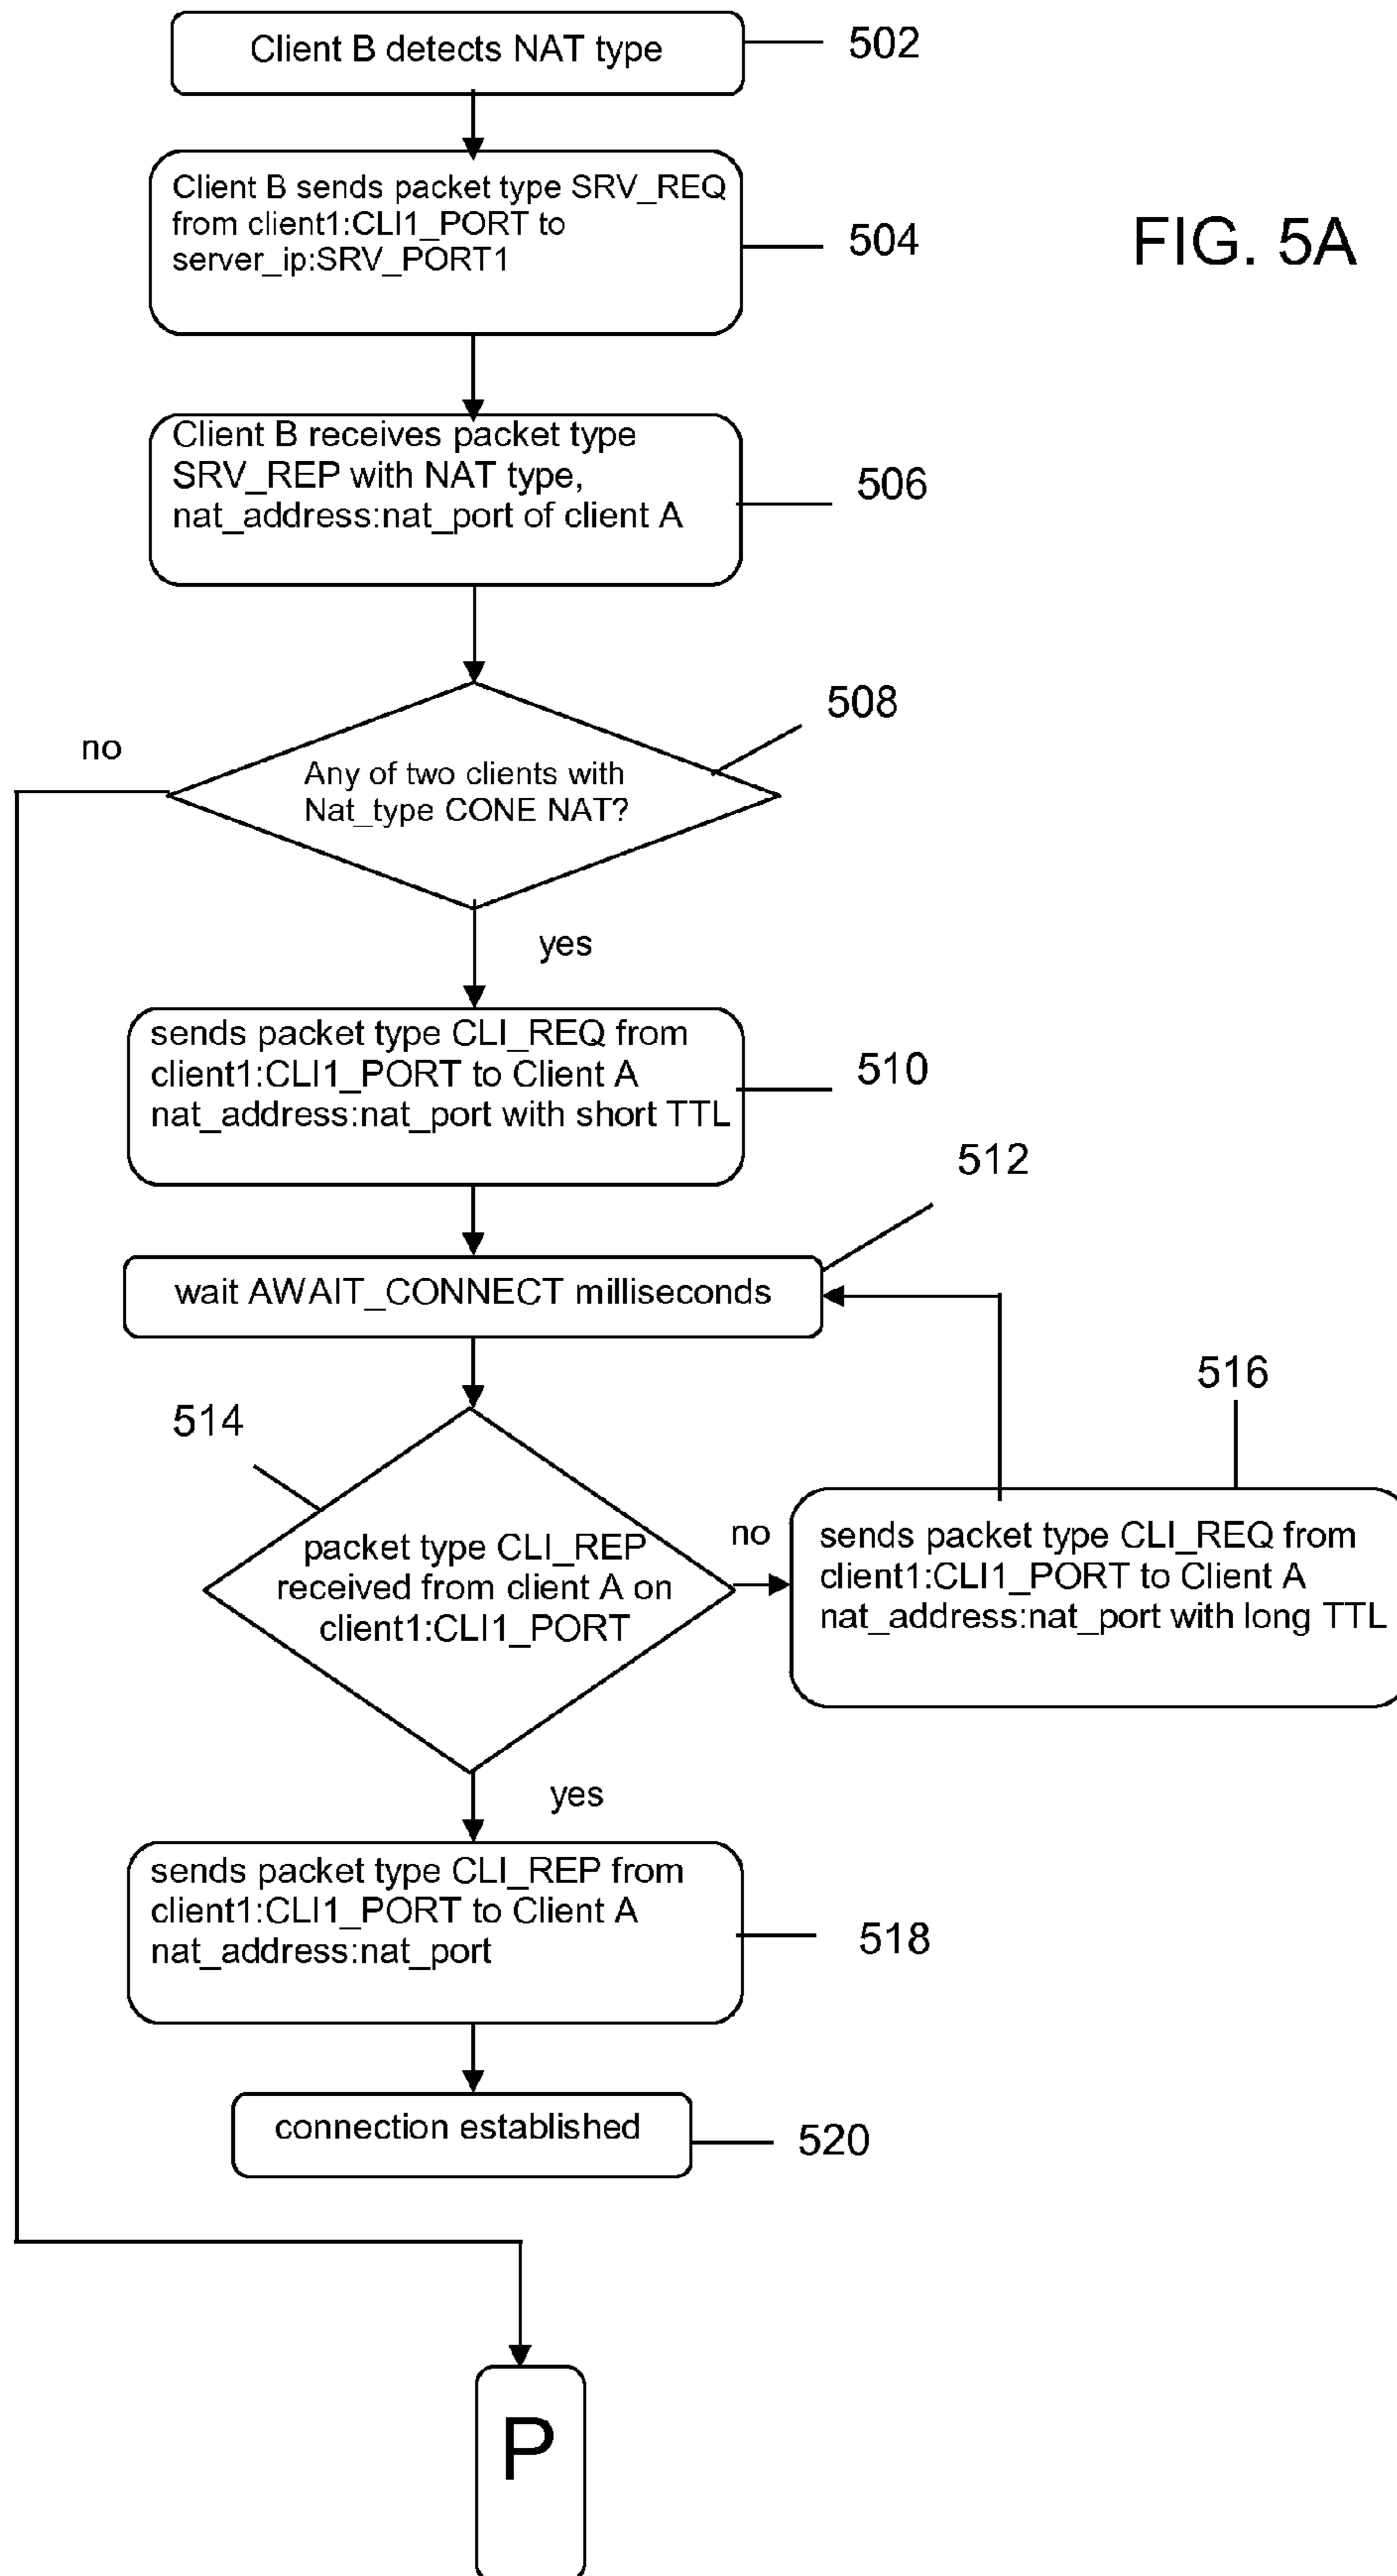 Client B detects NAT type
502
Client B sends packet type SRV_REQ
from client1:CLI1_PORT to
server_ip:SRV_PORT1
504
FIG. 5A
Client B receives packet type
SRV_REP with NAT type,
nat_address:nat_port of client A
506
508
no
Any of two clients with
Nat_type CONE NAT?
yes
sends packet type CLI_REQ from
client1:CLI1_PORT to Client A
nat_address:nat_port with short TTL
510
512
wait AWAIT_CONNECT milliseconds
514
516
packet type CLI_REP
received from client A on
client1:CLI1_PORT
no
sends packet type CLI_REQ from
client1:CLI1_PORT to Client A
nat_address:nat_port with long TTL
yes
sends packet type CLI_REP from
client1:CLI1_PORT to Client A
nat_address:nat_port
518
connection established
520
P